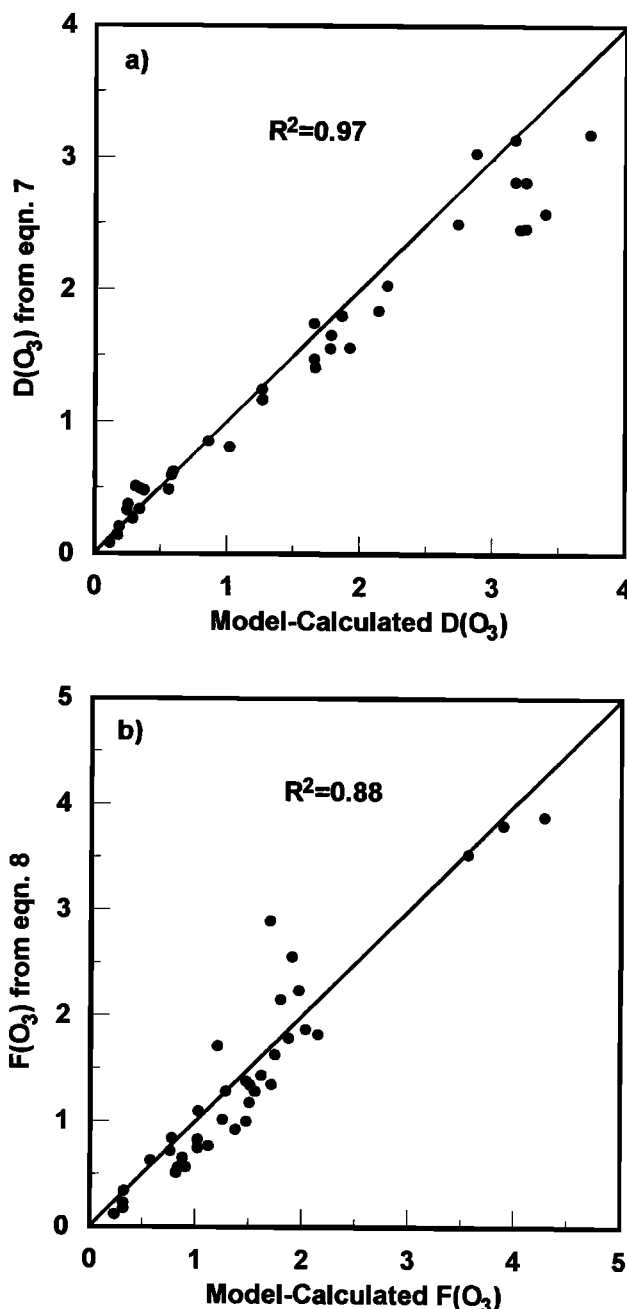 a)
R²=0.97
D(O₃) from eqn. 7
4
3
2
1
0
0 1 2 3 4
Model-Calculated D(O₃)
b)
R²=0.88
F(O₃) from eqn. 8
5
4
3
2
1
0
0 1 2 3 4 5
Model-Calculated F(O₃)